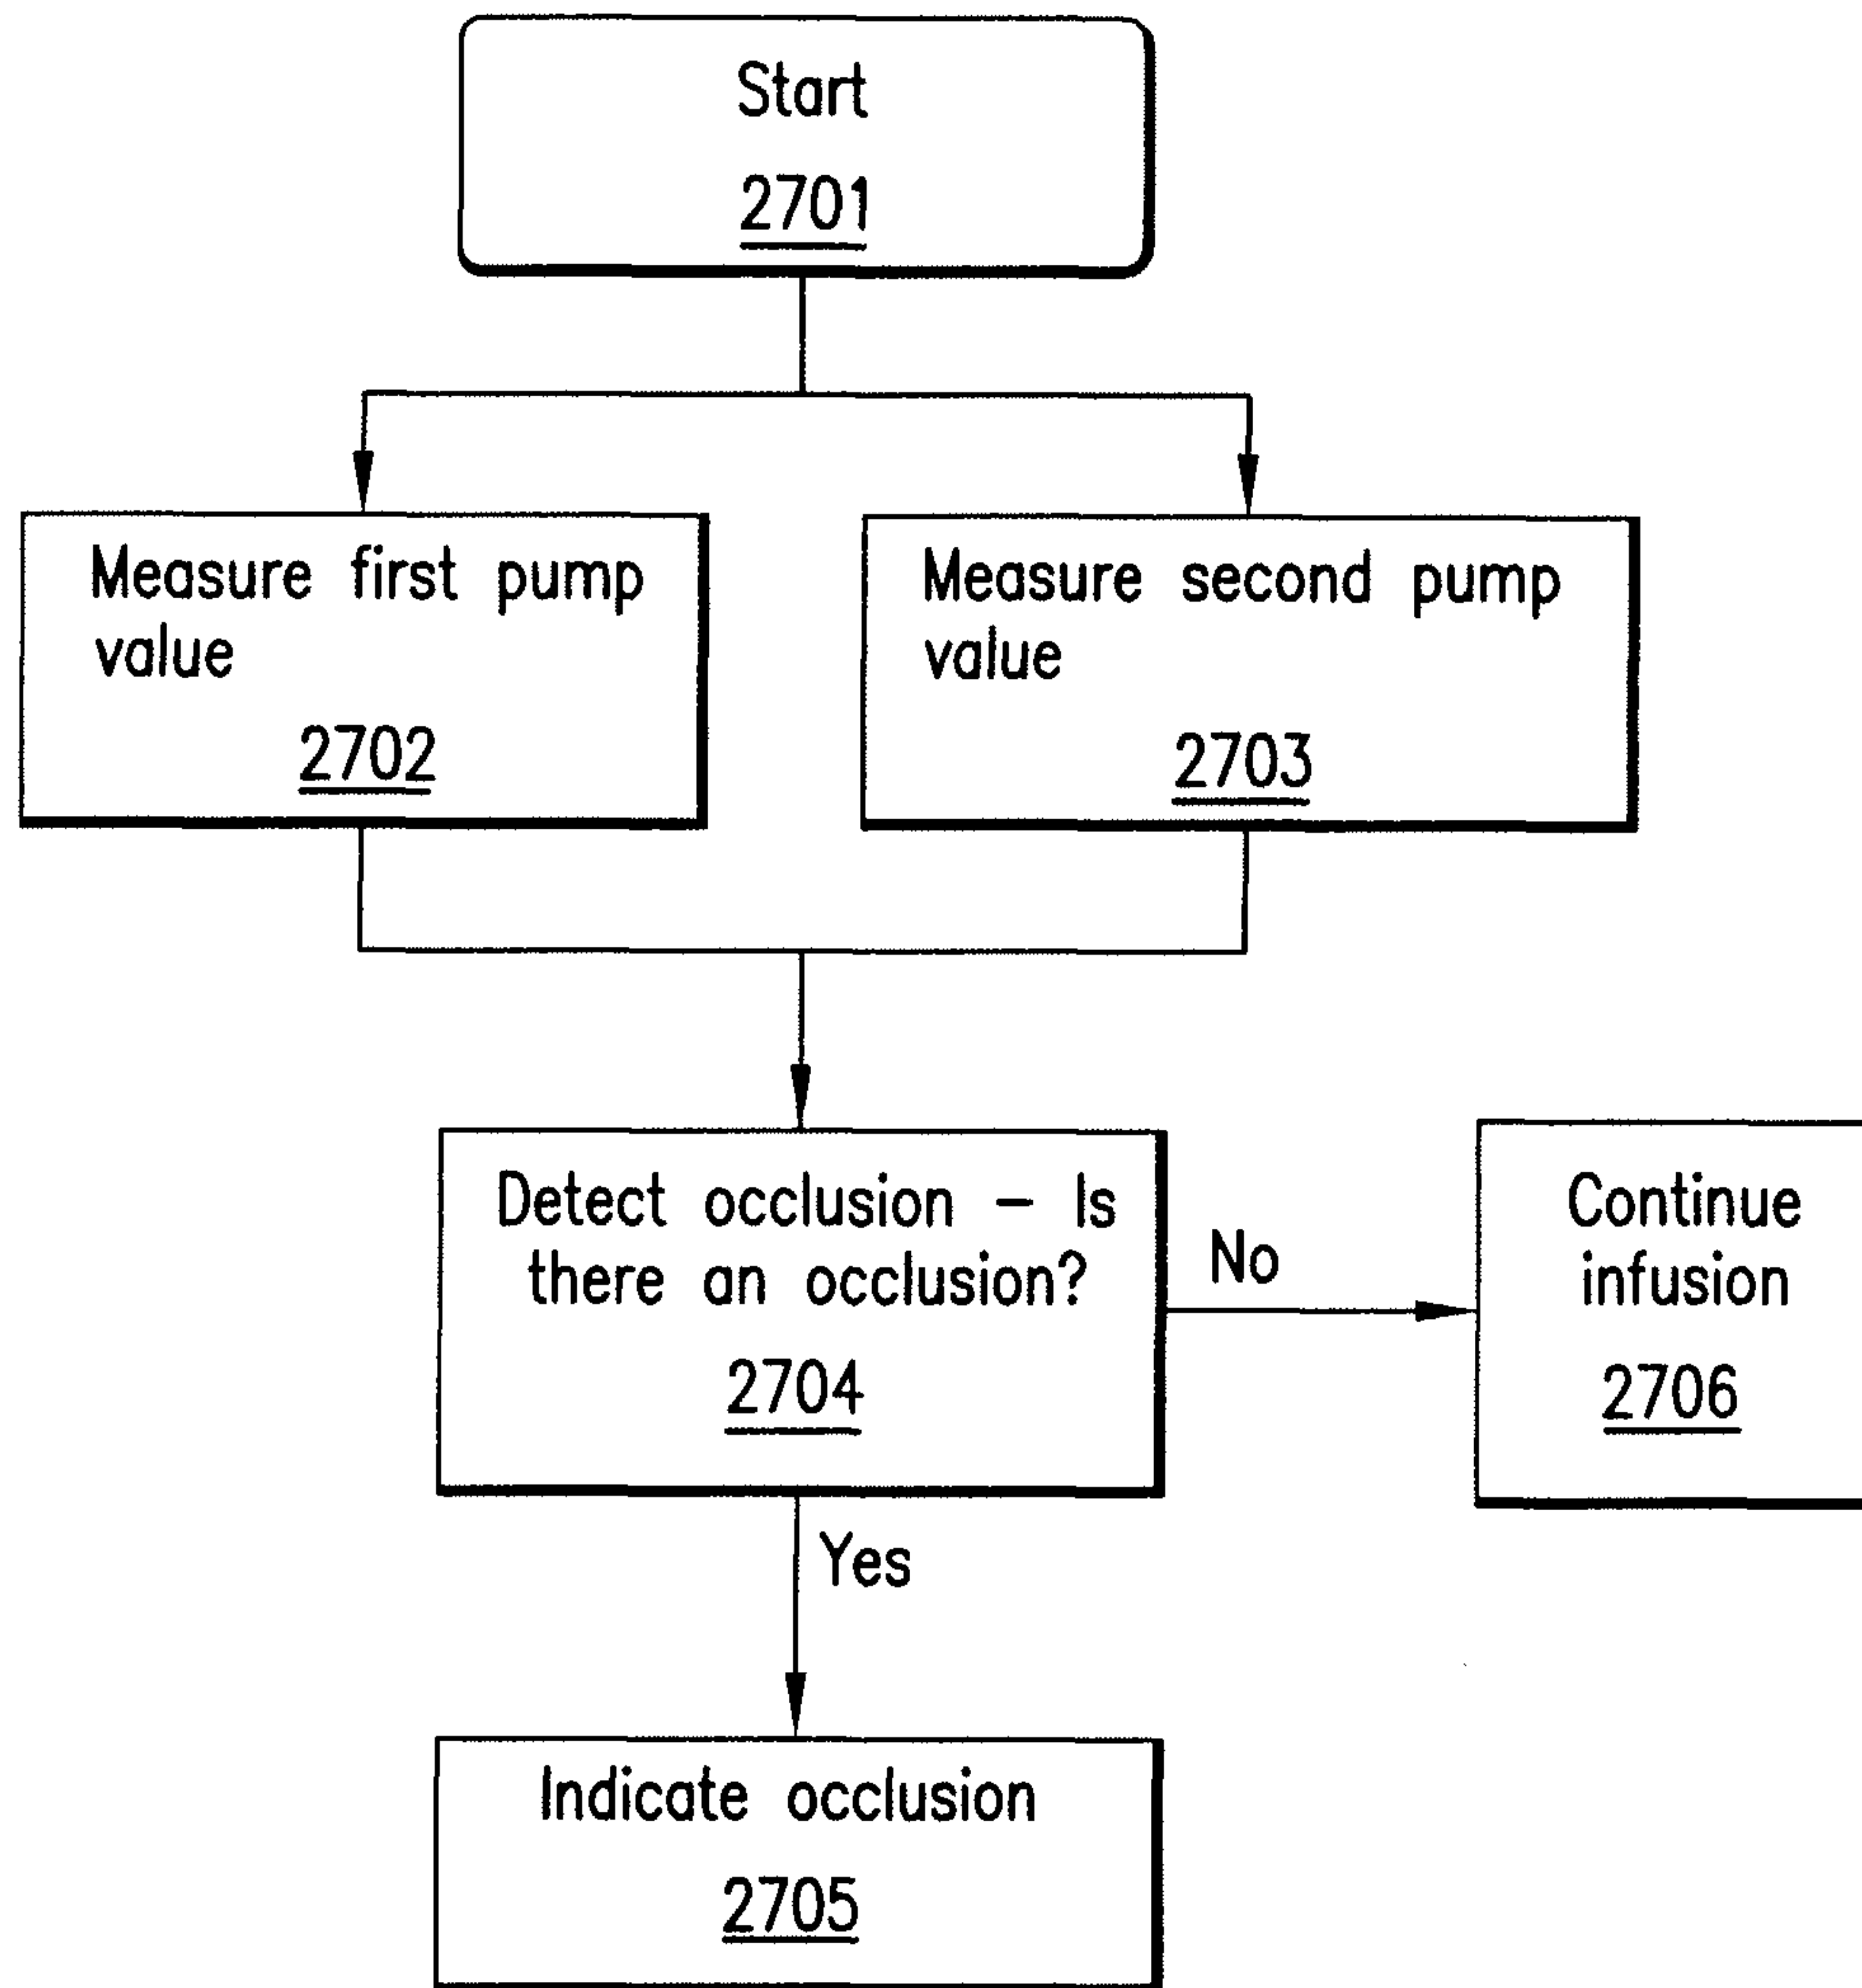 Start
2701
Measure first pump
value
2702
Measure second pump
value
2703
Detect occlusion – Is
there an occlusion?
2704
No
Continue
infusion
2706
Yes
Indicate occlusion
2705